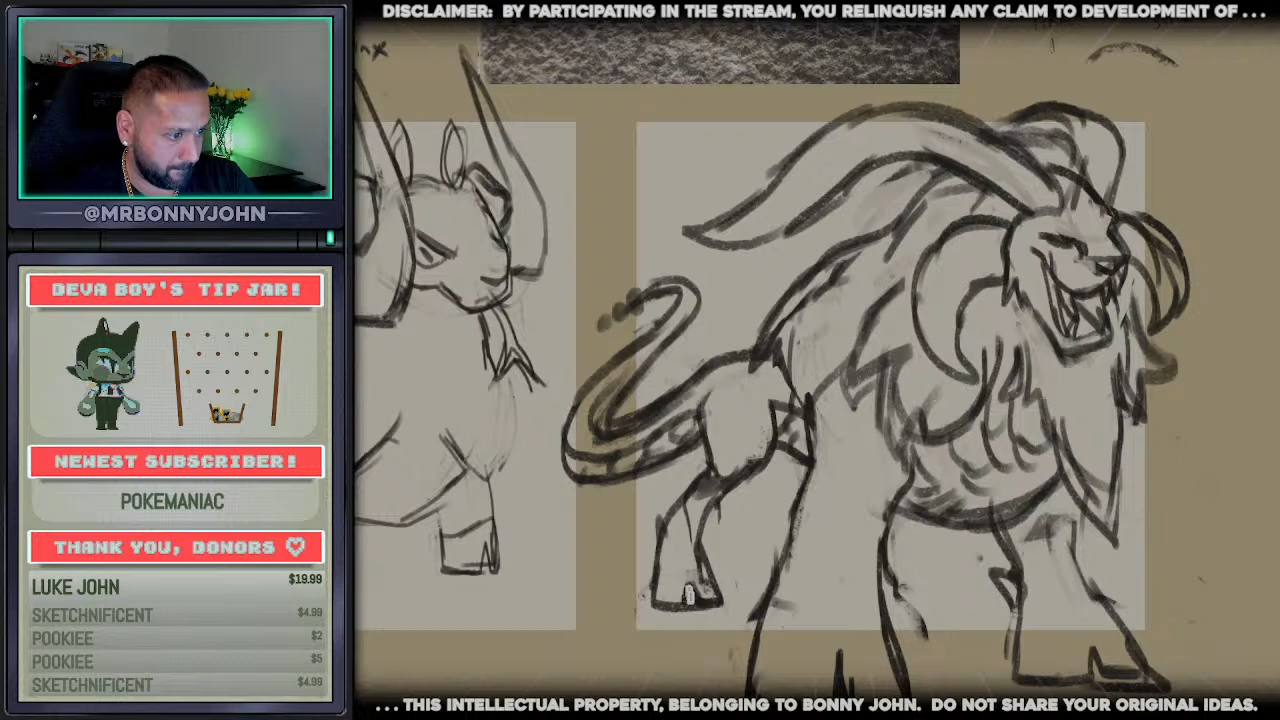 DISCLAIMER: BY PARTICIPATING IN THE STREAM, YOU RELINQUISH ANY CLAIM TO DEVELOPMENT OF . . .
@MRBONNYJOHN
DEVA BOY'S TIP JAR!
NEWEST SUBSCRIBER!
POKEMANIAC
THANK YOU, DONORS ♡
LUKE JOHN $19.99
SKETCHNIFICENT $4.99
POOKIEE $2
POOKIEE $5
SKETCHNIFICENT $4.99
. . . THIS INTELLECTUAL PROPERTY, BELONGING TO BONNY JOHN. DO NOT SHARE YOUR ORIGINAL IDEAS.